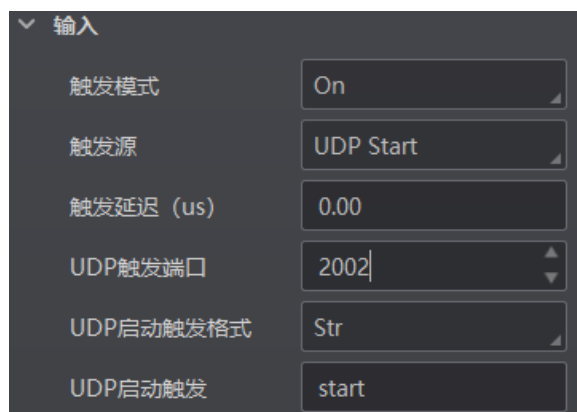 输入
触发模式 On
触发源 UDP Start
触发延迟（us） 0.00
UDP触发端口 2002
UDP启动触发格式 Str
UDP启动触发 start